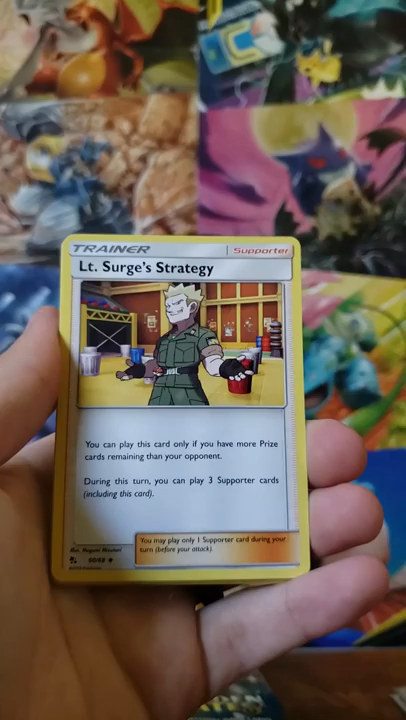 TRAINER
Supporter
Lt. Surge's Strategy
You can play this card only if you have more Prize
cards remaining than your opponent.
During this turn, you can play 3 Supporter cards
(including this card).
You may play only 1 Supporter card during your
turn (before your attack).
60/68